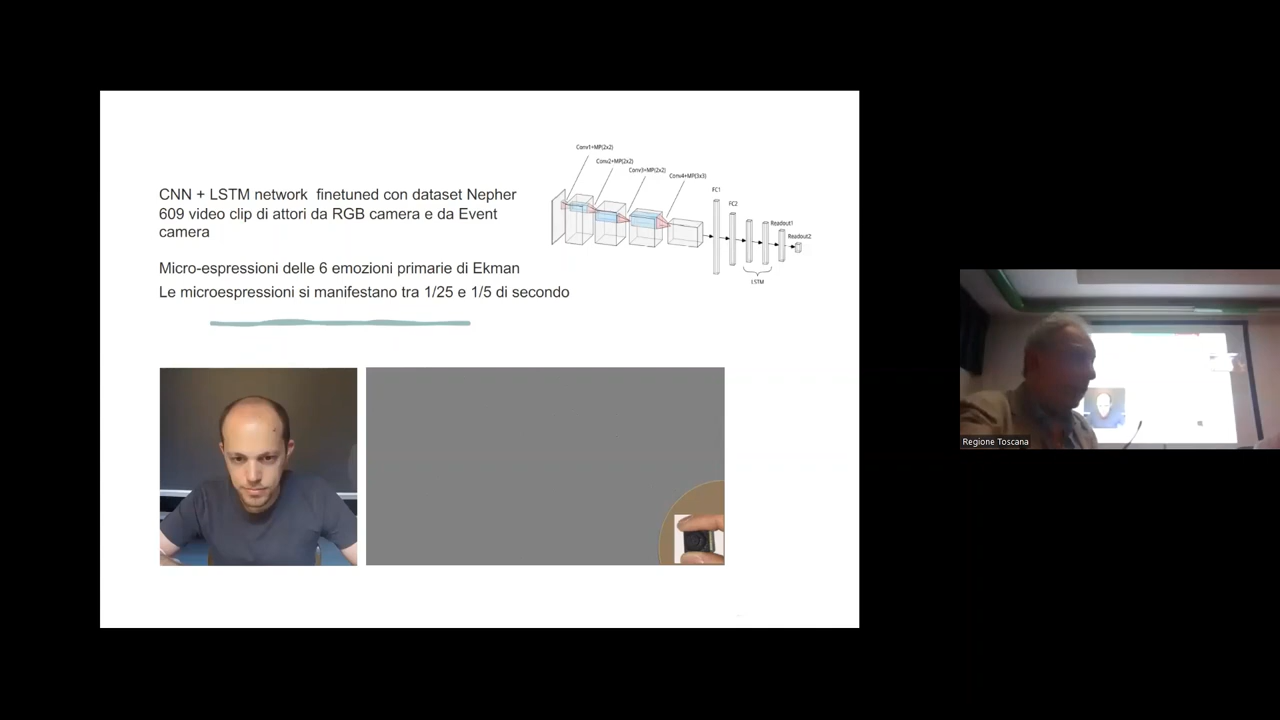 CNN + LSTM network finetuned con dataset Nepher
609 video clip di attori da RGB camera e da Event
camera
Micro-espressioni delle 6 emozioni primarie di Ekman
Le microespressioni si manifestano tra 1/25 e 1/5 di secondo
Conv1+MP(2x2)
Conv2+MP(2x2)
Conv3+MP(2x2)
Conv4+MP(3x3)
FC1
FC2
Readout1
Readout2
LSTM
Regione Toscana